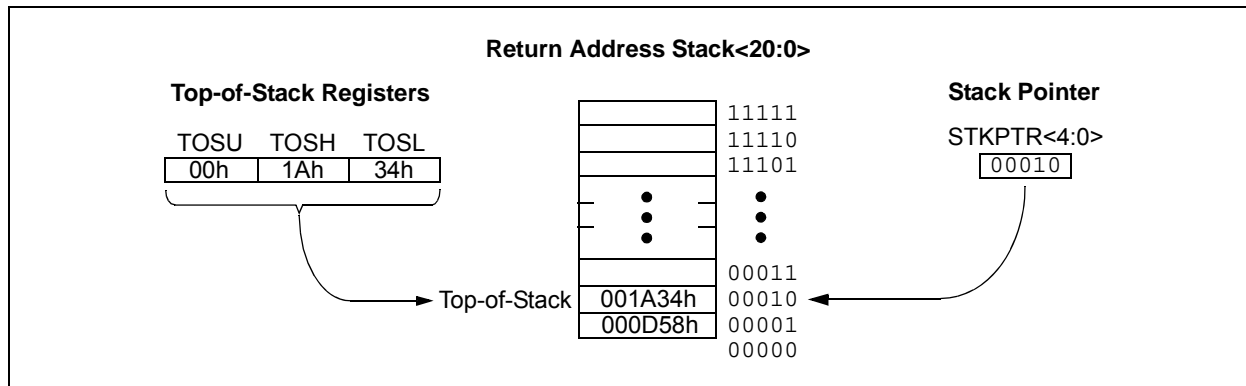 Return Address Stack<20:0>
Top-of-Stack Registers
Stack Pointer
TOSU TOSH TOSL
00h 1Ah 34h
STKPTR<4:0>
00010
11111
11110
11101
00011
Top-of-Stack 001A34h 00010
000D58h 00001
00000